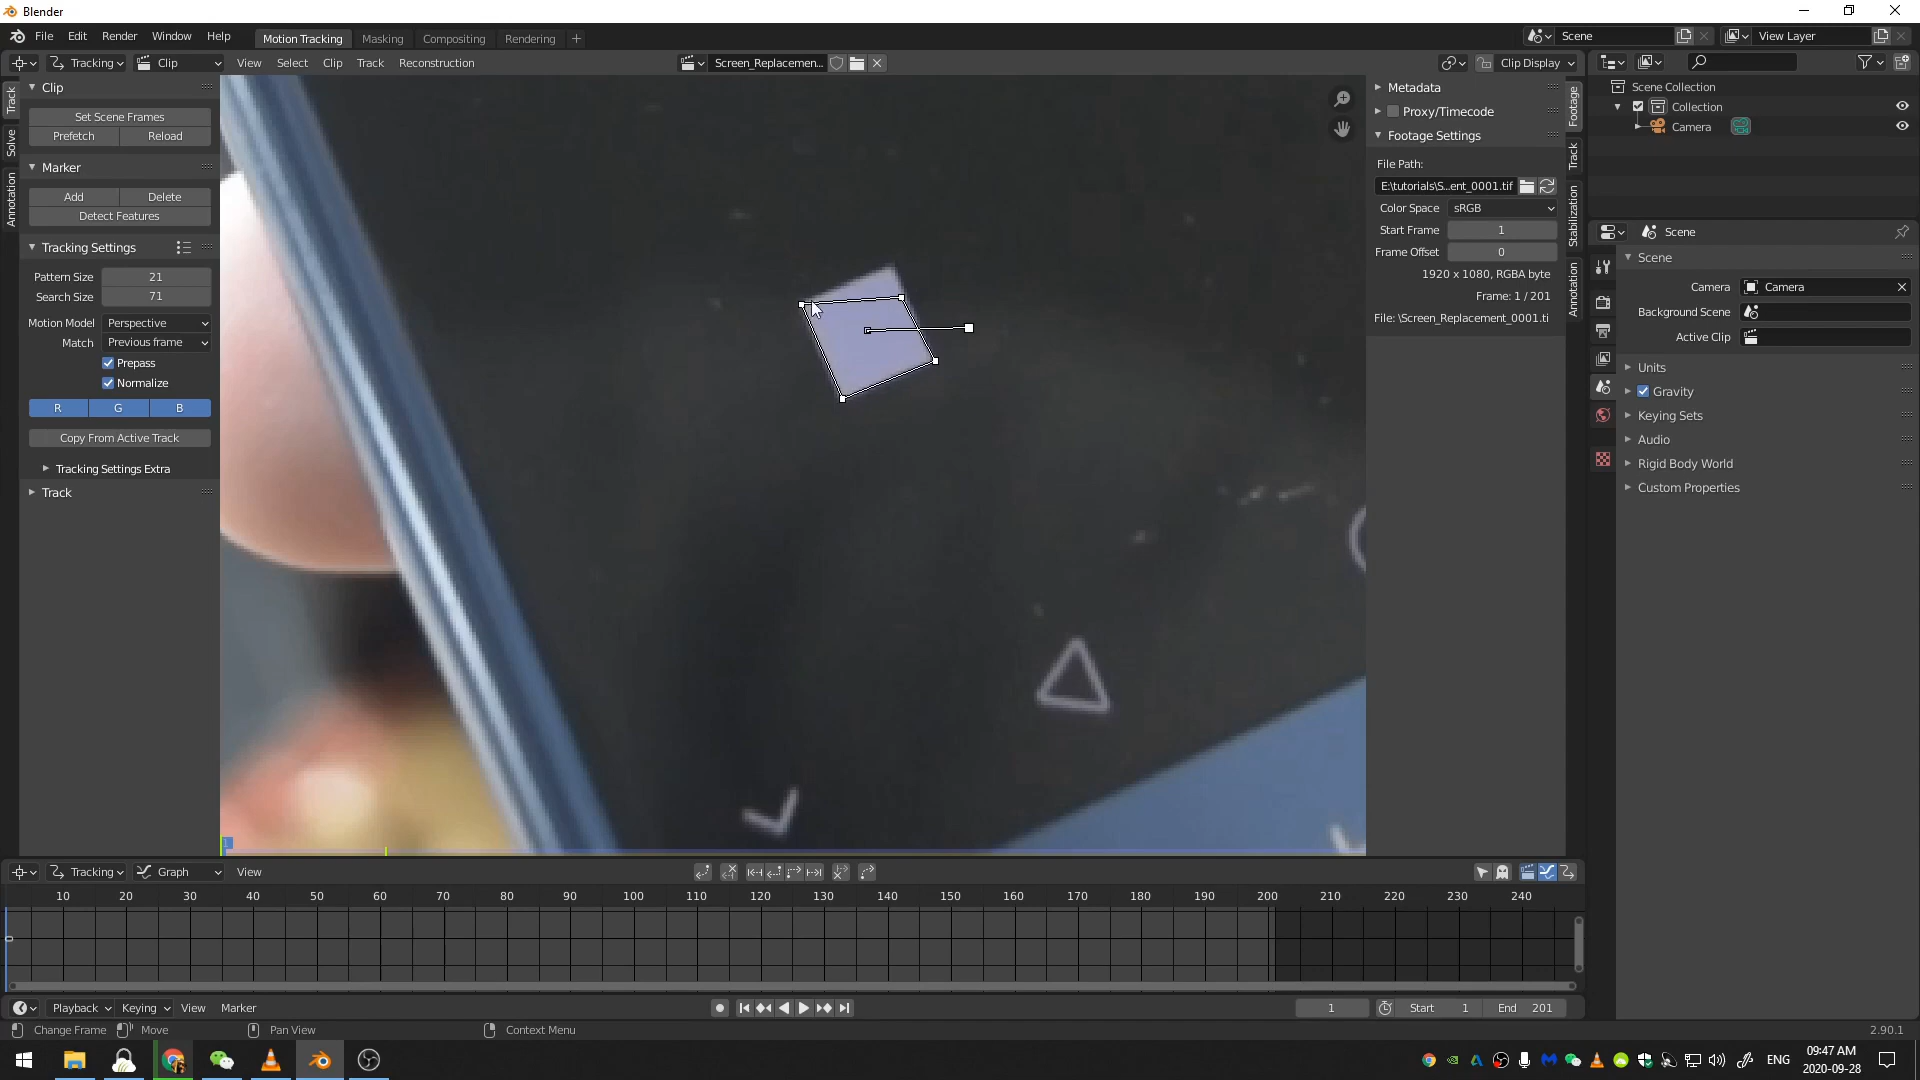 Blender
File Edit Render Window Help Motion Tracking Masking Compositing Rendering + Scene View Layer
Tracking Clip View Select Clip Track Reconstruction Screen_Replacemen... Clip Display
Track
Solve
Annotation
Clip
Set Scene Frames
Prefetch Reload
Marker
Add Delete
Detect Features
Tracking Settings
Pattern Size 21
Search Size 71
Motion Model Perspective
Match Previous frame
Prepass
Normalize
R G B
Copy From Active Track
Tracking Settings Extra
Track
1
Metadata
Proxy/Timecode
Footage Settings
File Path:
E:\tutorials\S...ent_0001.tif
Color Space sRGB
Start Frame 1
Frame Offset 0
1920 x 1080, RGBA byte
Frame: 1 / 201
File: .\Screen_Replacement_0001.ti
Footage
Track
Stabilization
Annotation
Scene Collection
Collection
Camera
Scene
Scene
Camera Camera
Background Scene
Active Clip
Units
Gravity
Keying Sets
Audio
Rigid Body World
Custom Properties
Tracking Graph View
10 20 30 40 50 60 70 80 90 100 110 120 130 140 150 160 170 180 190 200 210 220 230 240
Playback Keying View Marker 1 Start 1 End 201
Change Frame Move Pan View Context Menu 2.90.1
ENG 09:47 AM
2020-09-28